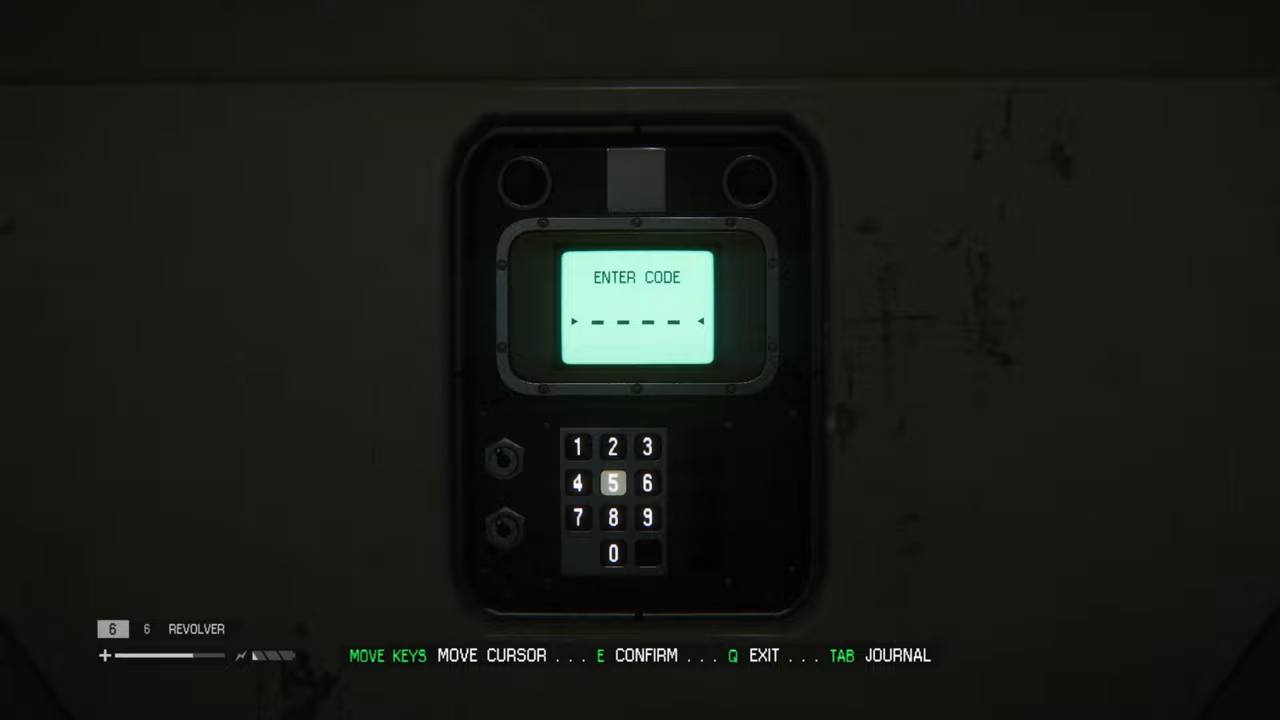 ENTER CODE
1 2 3
4 5 6
7 8 9
0
6 6 REVOLVER
MOVE KEYS MOVE CURSOR . . . E CONFIRM . . . Q EXIT . . . TAB JOURNAL